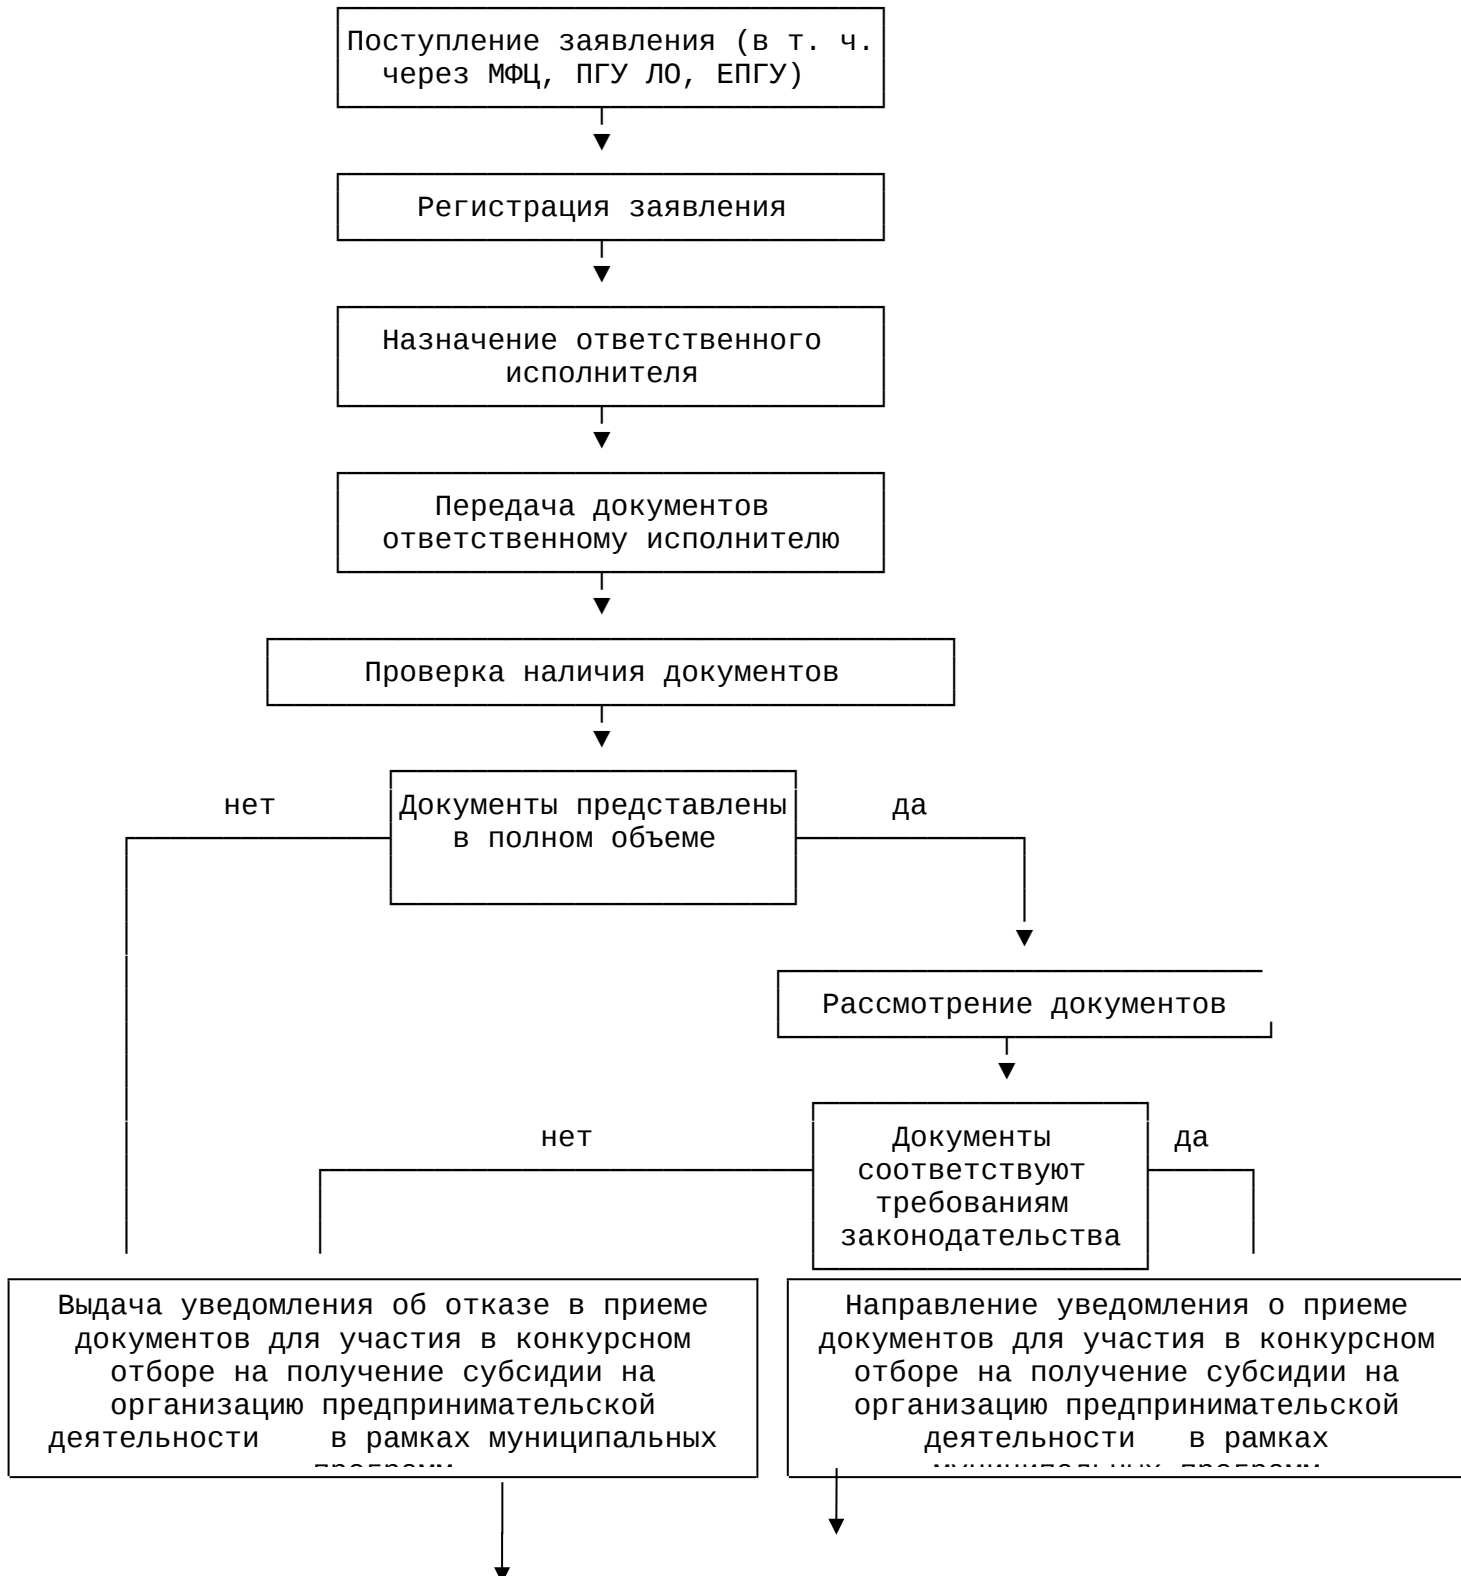 Поступление заявления (в т. ч.
через МФЦ, ПГУ ЛО, ЕПГУ)
Регистрация заявления
Назначение ответственного
исполнителя
Передача документов
ответственному исполнителю
Проверка наличия документов
нет
Документы представлены
в полном объеме
да
Рассмотрение документов
нет
Документы
соответствуют
требованиям
законодательства
да
Выдача уведомления об отказе в приеме
документов для участия в конкурсном
отборе на получение субсидии на
организацию предпринимательской
деятельности    в рамках муниципальных
Направление уведомления о приеме
документов для участия в конкурсном
отборе на получение субсидии на
организацию предпринимательской
деятельности   в рамках
муниципальных программ